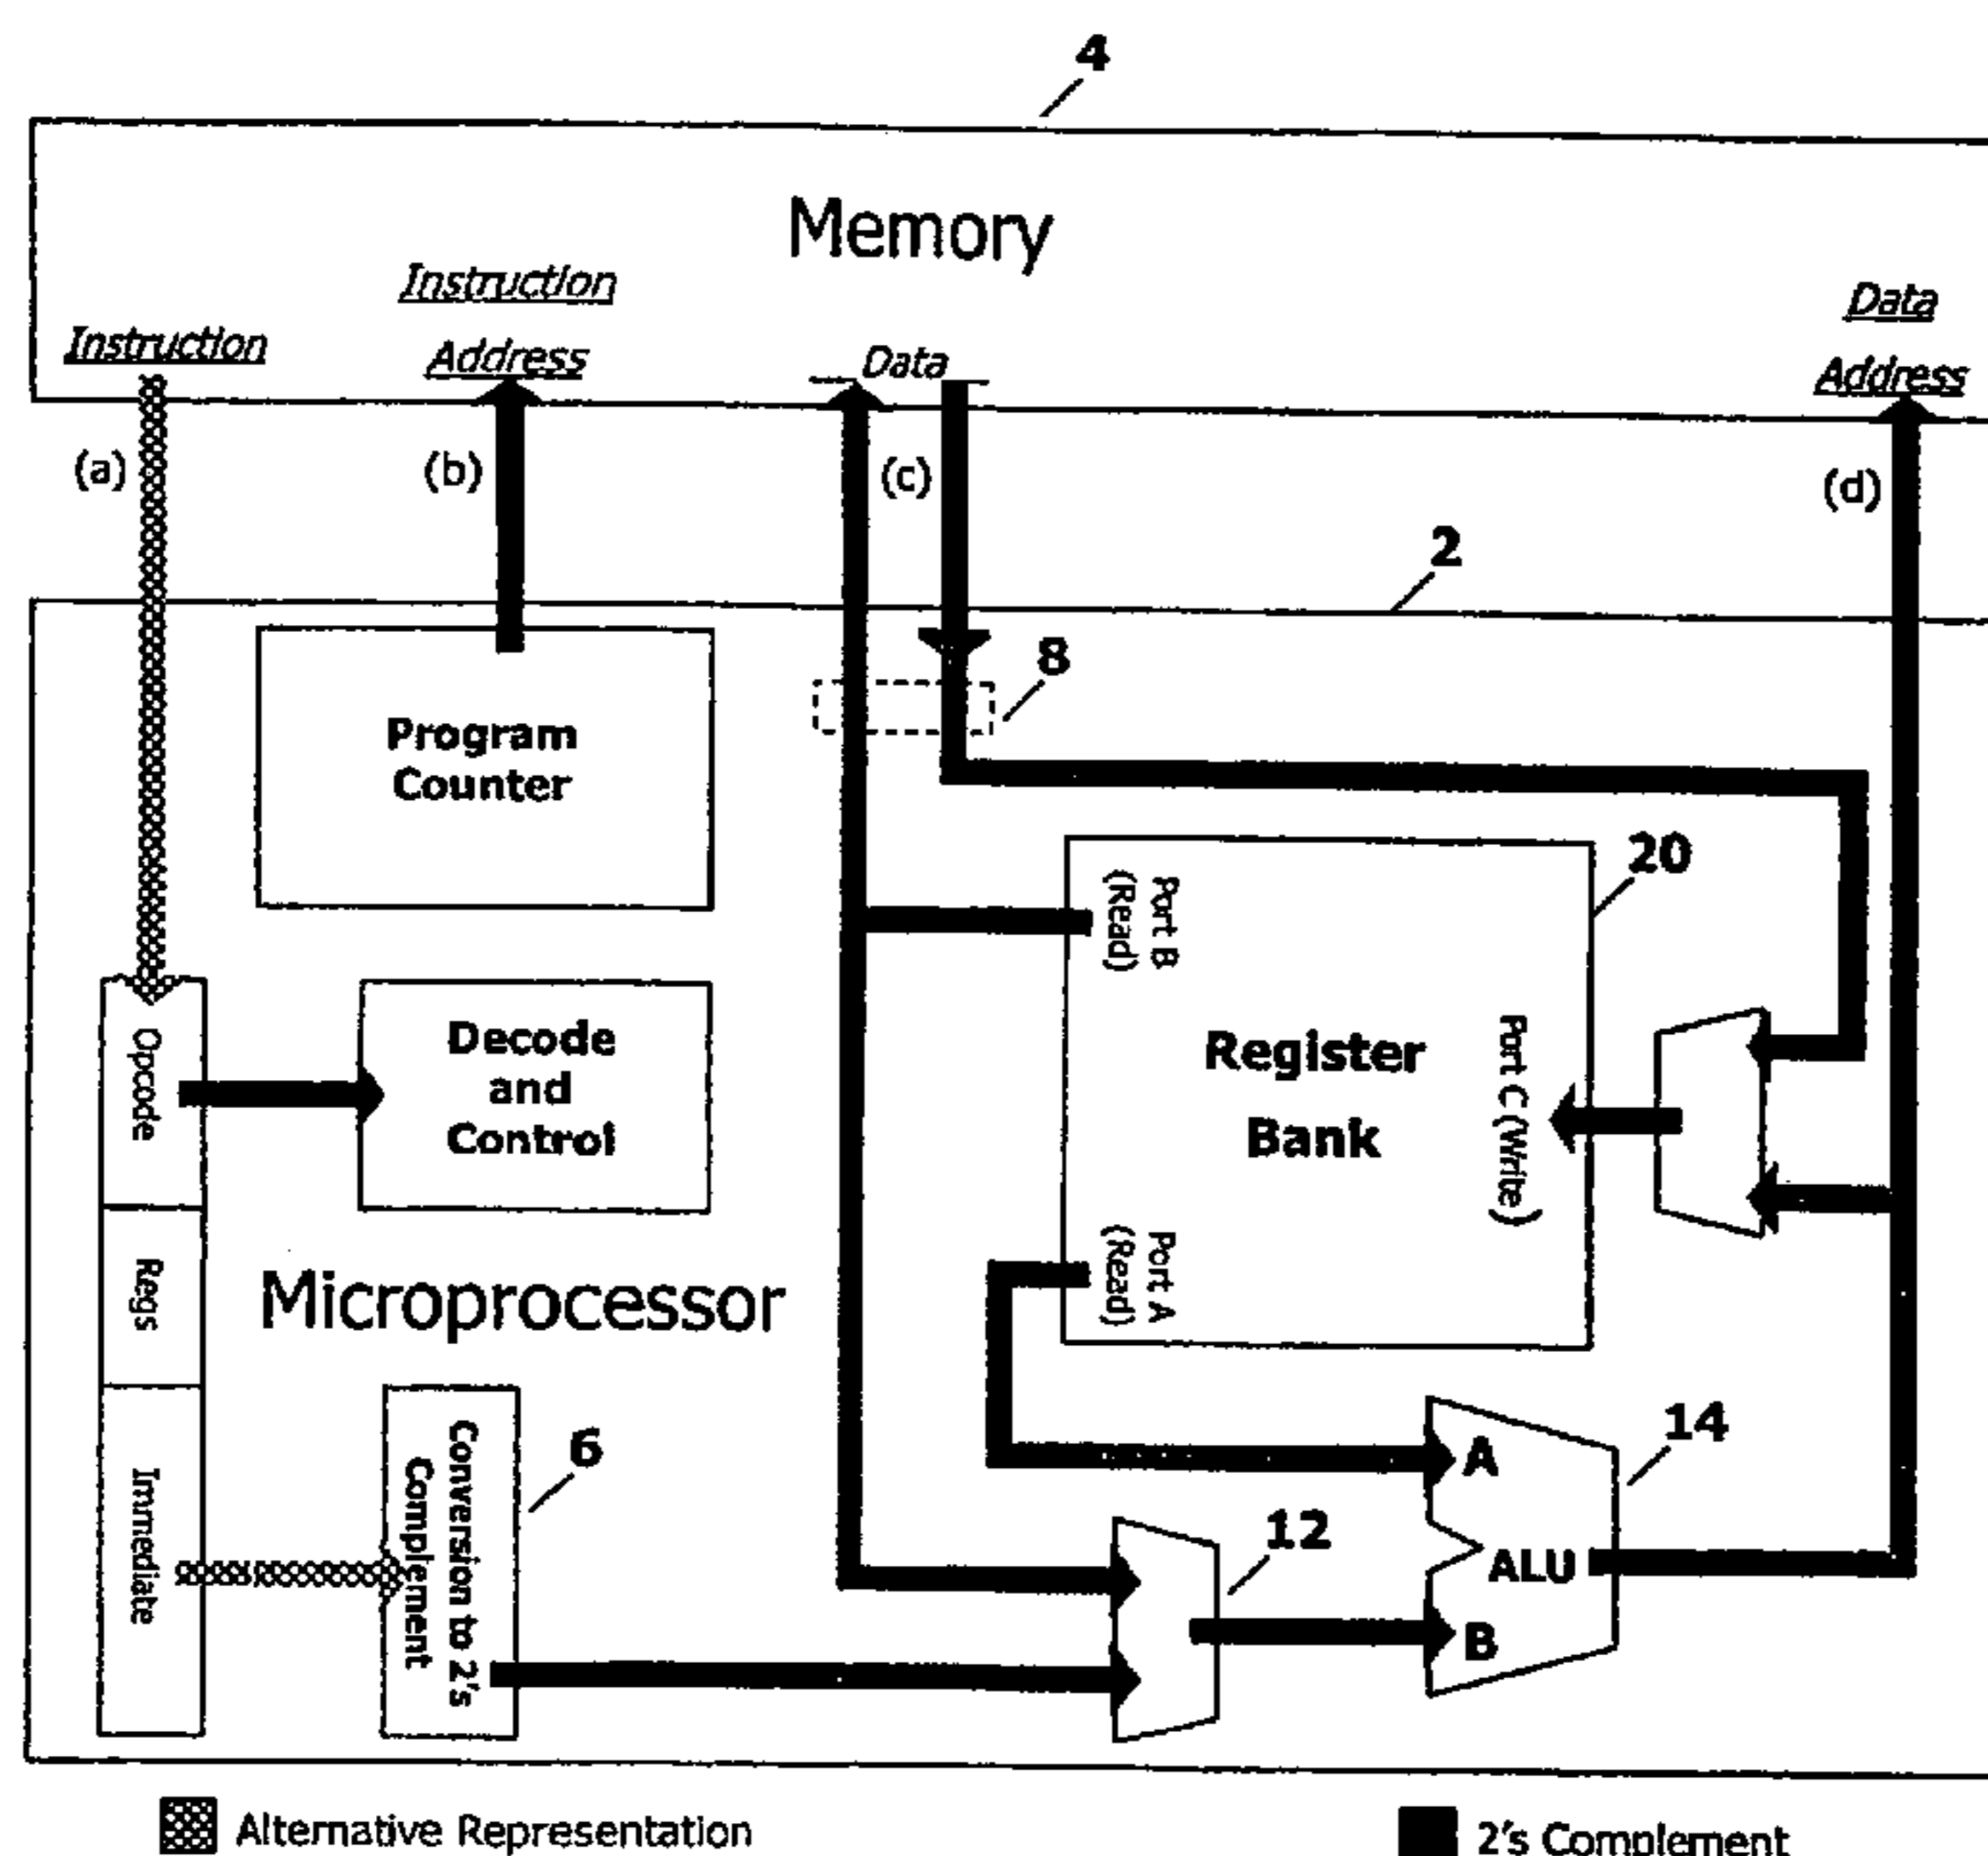 4
Memory
Instruction
Instruction
Address
Data
Data
Address
(a)
(b)
(c)
(d)
2
8
Program
Counter
20
Port B
(Read)
Opcode
Decode
and
Control
Register
Bank
Port C (Write)
Regs
Microprocessor
Port A
(Read)
Immediate
Conversion to 2's
Complement
6
14
A
12
ALU
B
Alternative Representation
2's Complement